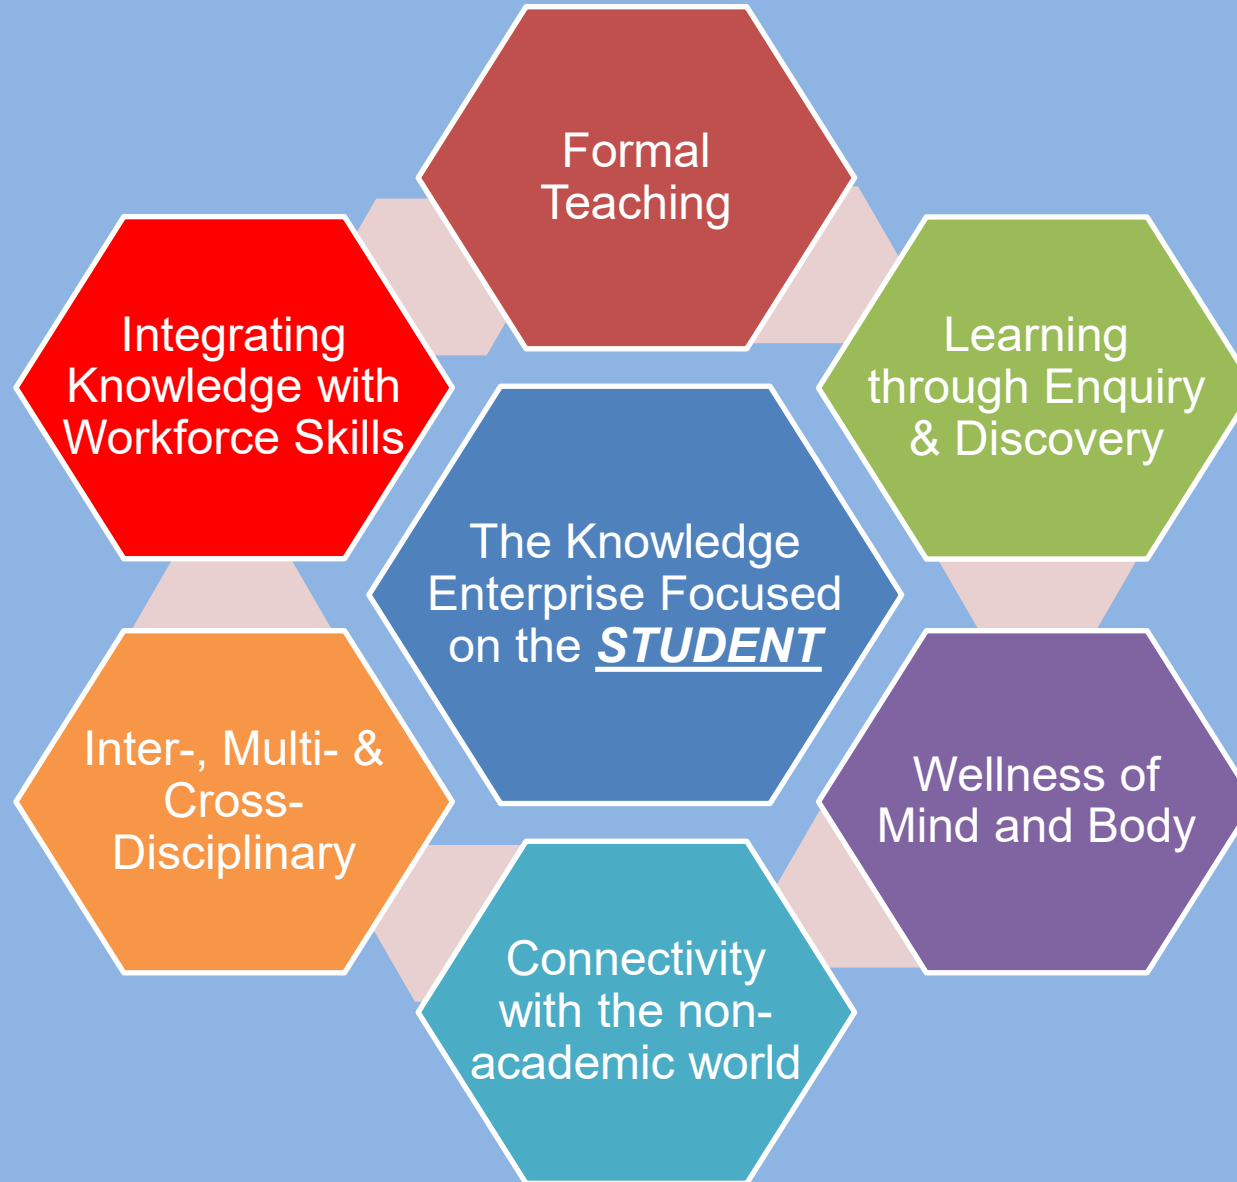 Formal
Teaching
Integrating
Knowledge with
Workforce Skills
Learning
through Enquiry
& Discovery
The Knowledge
Enterprise Focused
on the STUDENT
Inter-, Multi- &
Cross-
Disciplinary
Wellness of
Mind and Body
Connectivity
with the non-
academic world